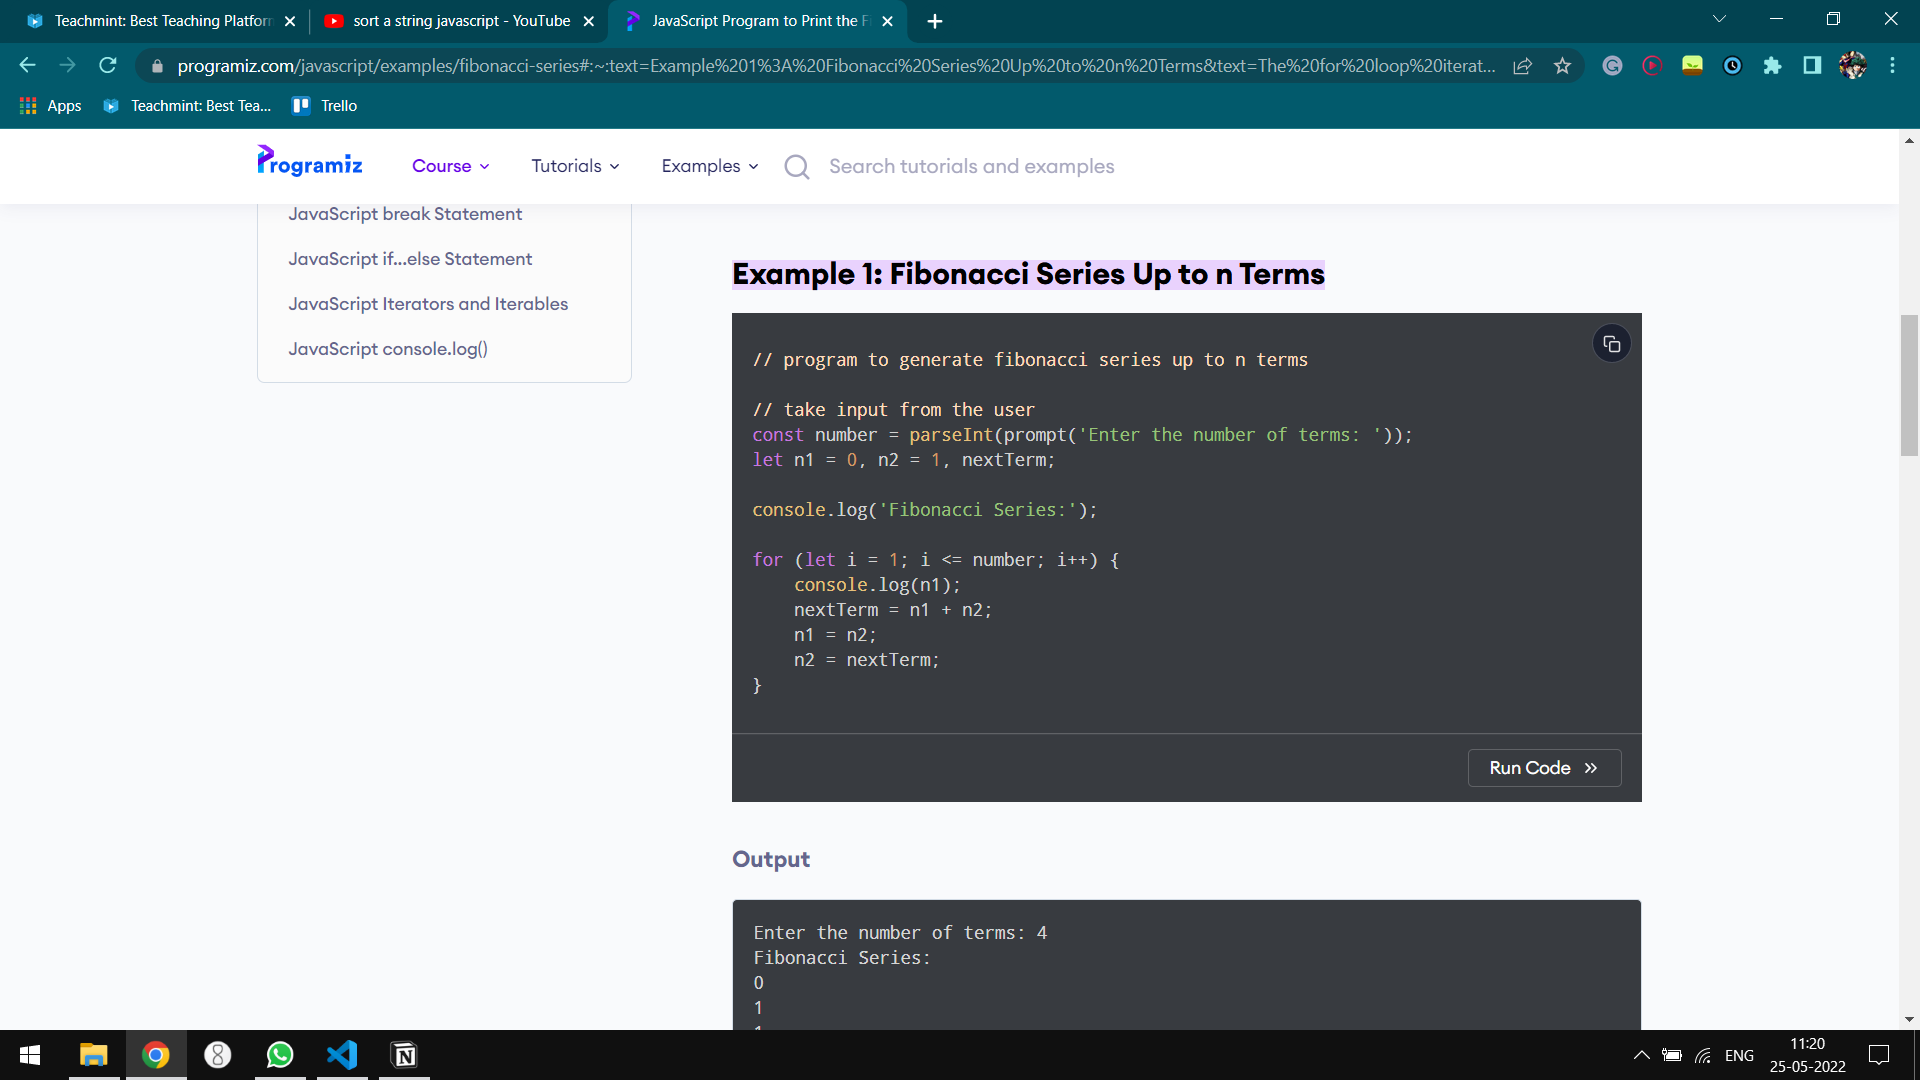 Teachmint: Best Teaching Platform
sort a string javascript - YouTube
JavaScript Program to Print the F
programiz.com/javascript/examples/fibonacci-series#:~:text=Example%201%3A%20Fibonacci%20Series%20Up%20to%20n%20Terms&text=The%20for%20loop%20iterat...
Apps
Teachmint: Best Tea...
Trello
Programiz
Course
Tutorials
Examples
Search tutorials and examples
JavaScript break Statement
JavaScript if...else Statement
JavaScript Iterators and Iterables
JavaScript console.log()
Example 1: Fibonacci Series Up to n Terms
// program to generate fibonacci series up to n terms
// take input from the user
const number = parseInt(prompt('Enter the number of terms: '));
let n1 = 0, n2 = 1, nextTerm;
console.log('Fibonacci Series:');
for (let i = 1; i <= number; i++) {
console.log(n1);
nextTerm = n1 + n2;
n1 = n2;
n2 = nextTerm;
}
Run Code
Output
Enter the number of terms: 4
Fibonacci Series:
0
1
ENG
11:20
25-05-2022